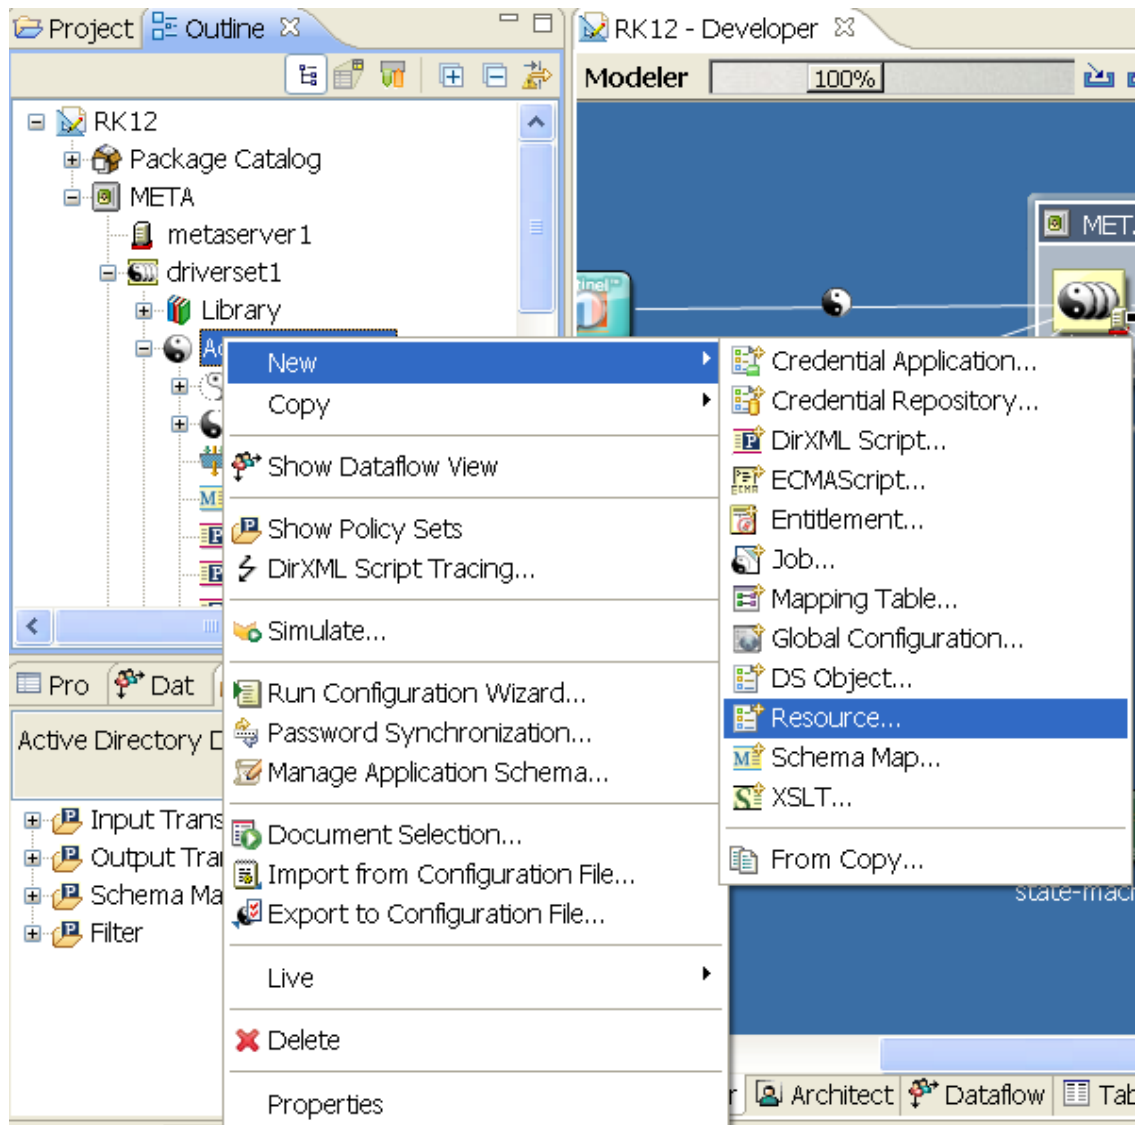 Project Outline
RK12 - Developer
Modeler 100%
RK12
Package Catalog
META
metaserver1
driverset1
Library
New
Copy
Show Dataflow View
Show Policy Sets
DirXML Script Tracing...
Simulate...
Run Configuration Wizard...
Password Synchronization...
Manage Application Schema...
Document Selection...
Import from Configuration File...
Export to Configuration File...
Live
Delete
Properties
Credential Application...
Credential Repository...
DirXML Script...
ECMAScript...
Entitlement...
Job...
Mapping Table...
Global Configuration...
DS Object...
Resource...
Schema Map...
XSLT...
From Copy...
Pro Dat
Active Directory D
Input Trans
Output Tra
Schema Ma
Filter
MET
state-mac
Architect Dataflow Tab